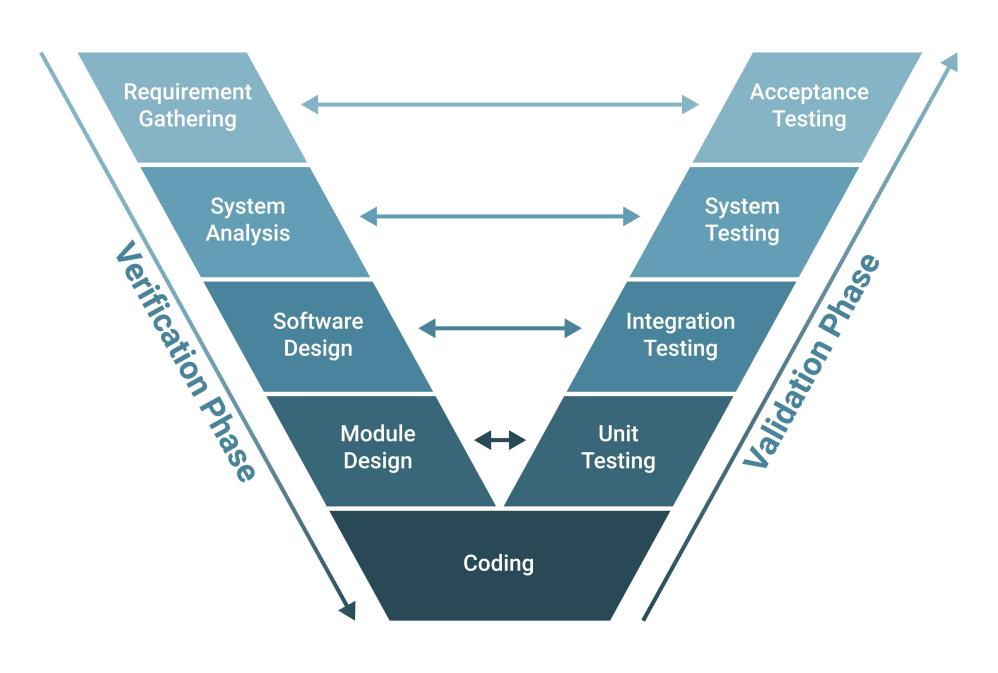 Requirement
Gathering
Acceptance
Testing
System
Analysis
System
Testing
Software
Design
Integration
Testing
Module
Design
Unit
Testing
Coding
Verification Phase
Validation Phase